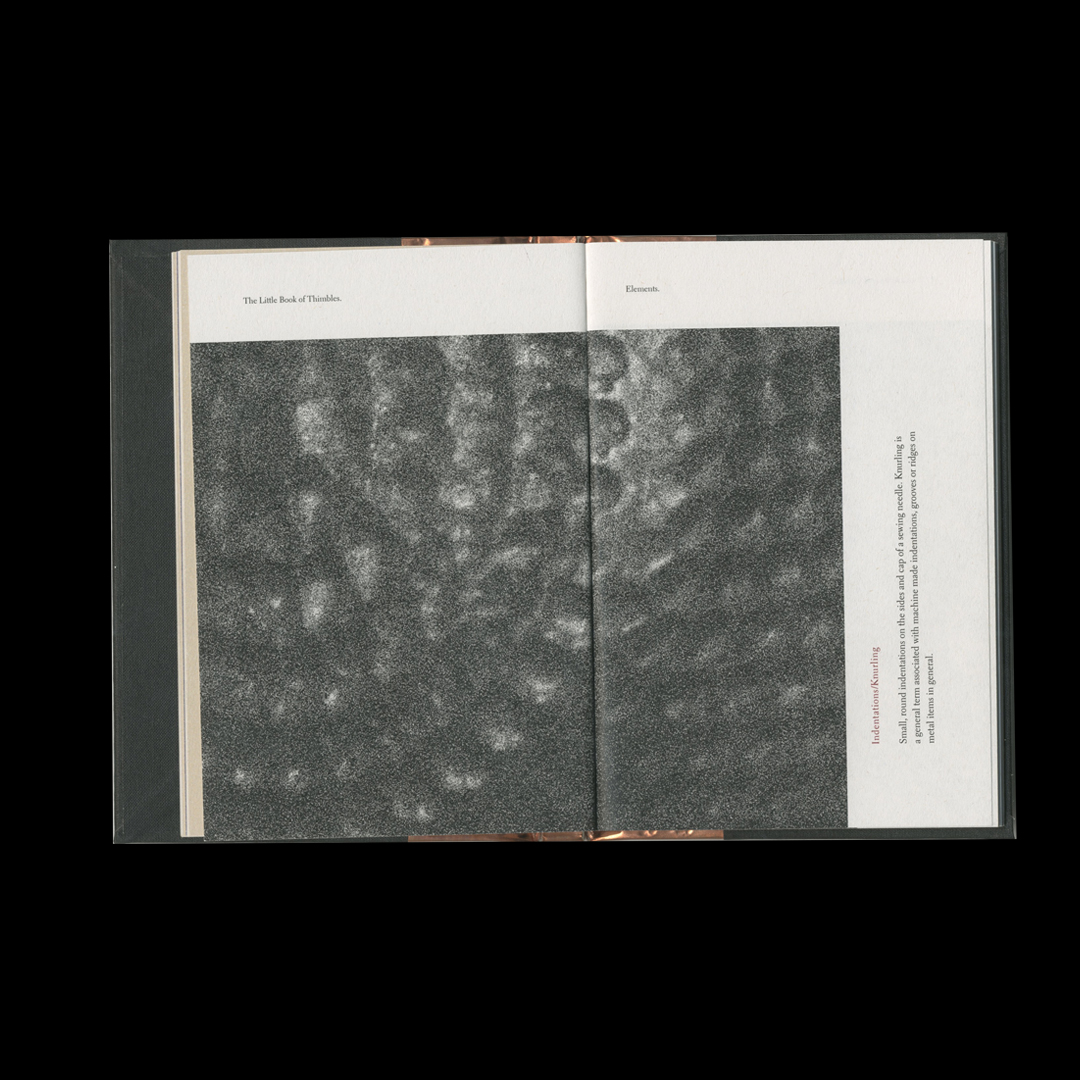 The Little Book of Thimbles.
Elements.
Indentations/Knurling
Small, round indentations on the sides and cap of a sewing needle. Knurling is
a general term associated with machine made indentations, grooves or ridges on
metal items in general.